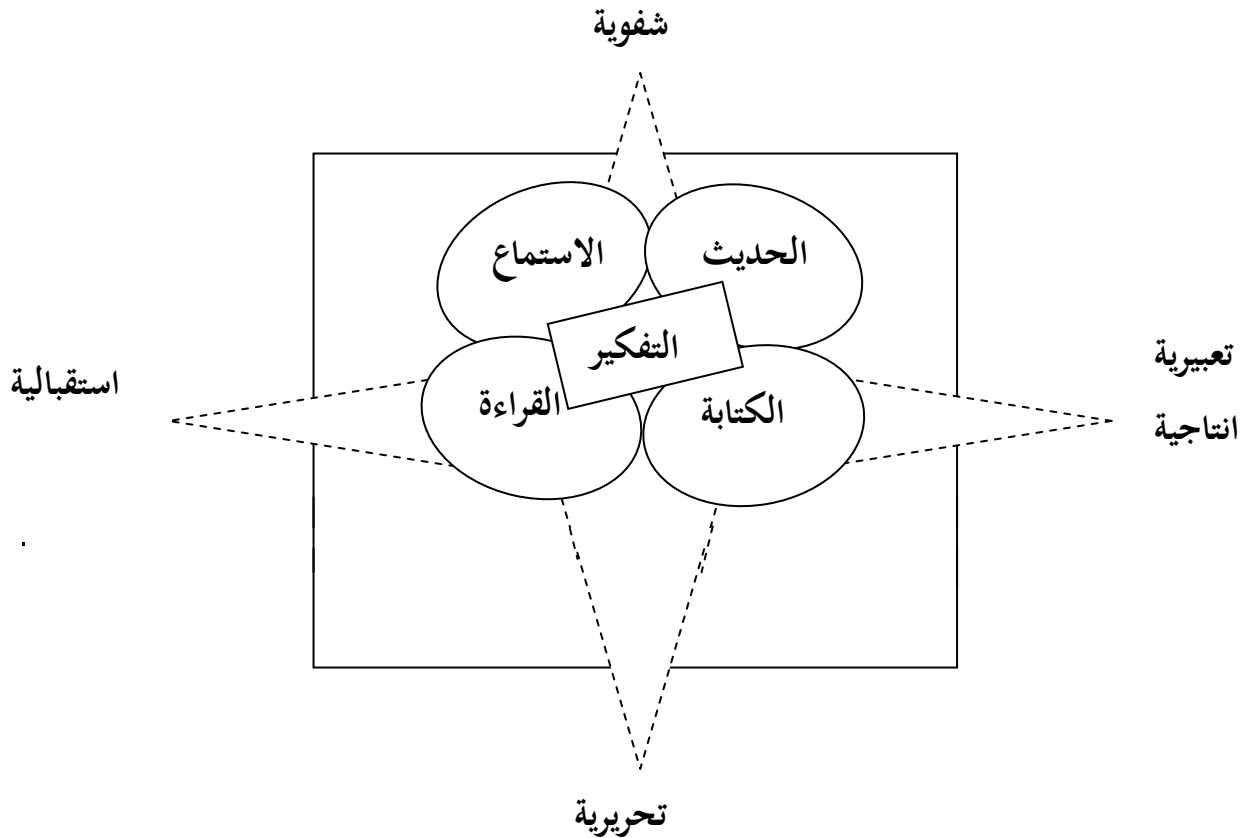 شفوية
الحديث
الاستماع
التفكير
تعبيرية
انتاجية
استقبالية
الكتابة
القراءة
تحريرية